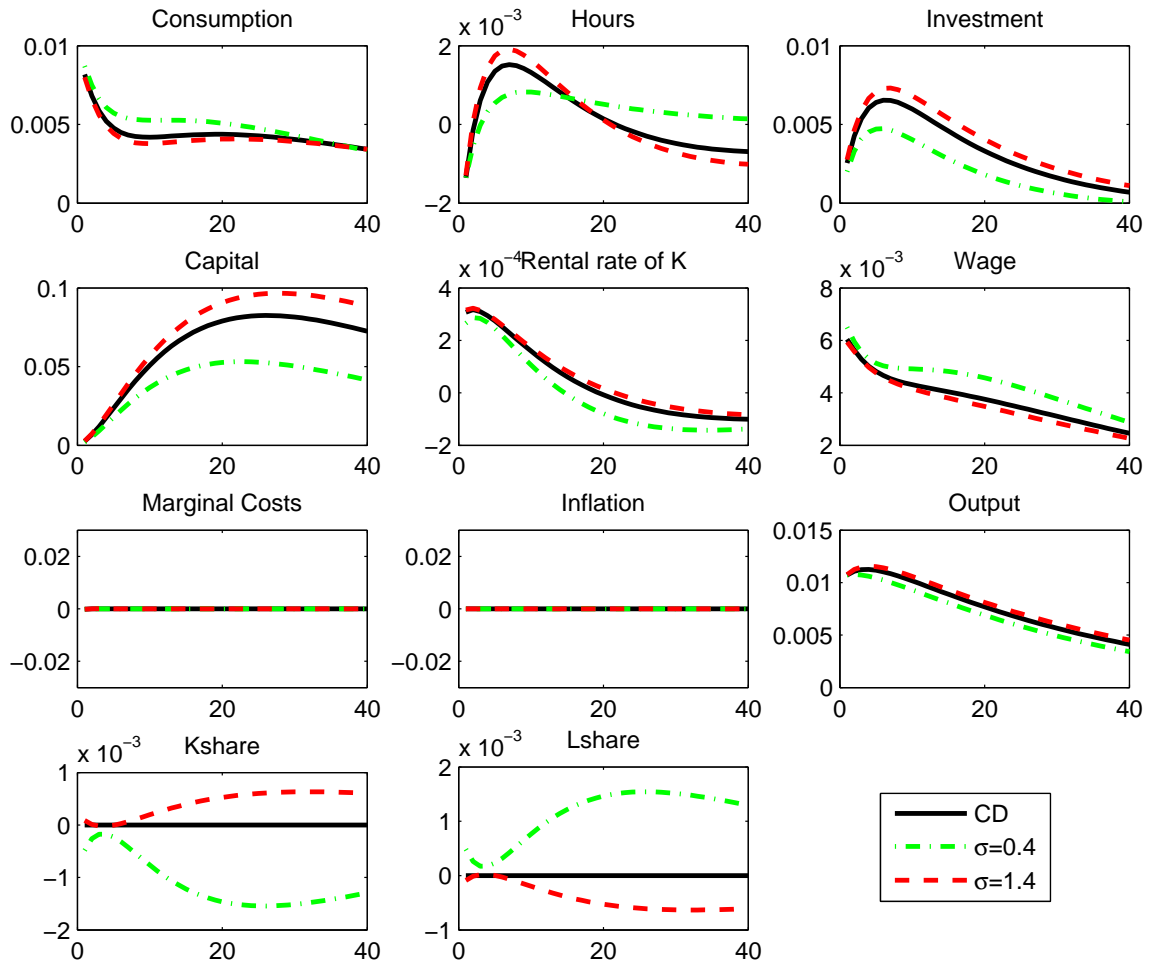 Consumption
0.01
0.005
0
0 20 40
x 10−3
Hours
2
0
−2
0 20 40
Investment
0.01
0.005
0
0 20 40
Capital
0.1
0.05
0
0 20 40
x 10−4
Rental rate of K
4
2
0
−2
0 20 40
x 10−3
Wage
8
6
4
2
0 20 40
Marginal Costs
0.02
0
−0.02
0 20 40
Inflation
0.02
0
−0.02
0 20 40
Output
0.015
0.01
0.005
0
0 20 40
x 10−3
Kshare
1
0
−1
−2
0 20 40
x 10−3
Lshare
2
1
0
−1
0 20 40
CD
σ=0.4
σ=1.4